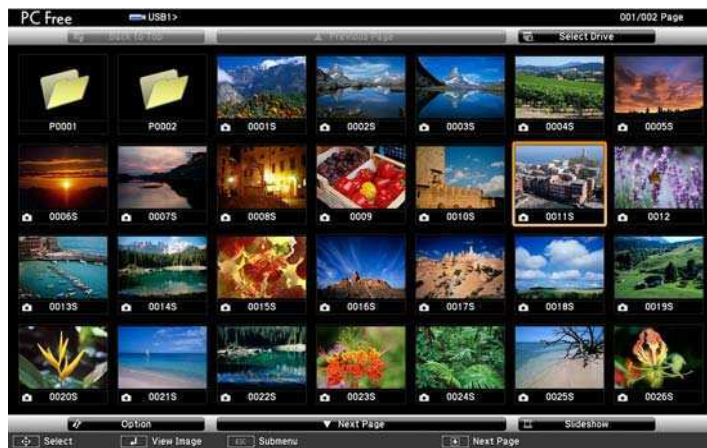 PC Free USB1> 001/002 Page
Back to Top ▲ Previous Page Select Drive
P0001 P0002 0001S 0002S 0003S 0004S 0005S
0006S 0007S 0008S 0009 0010S 0011S 0012
0013S 0014S 0015S 0016S 0017S 0018S 0019S
0020S 0021S 0022S 0023S 0024S 0025S 0026S
Option ▼ Next Page Slideshow
Select View Image ESC Submenu Next Page